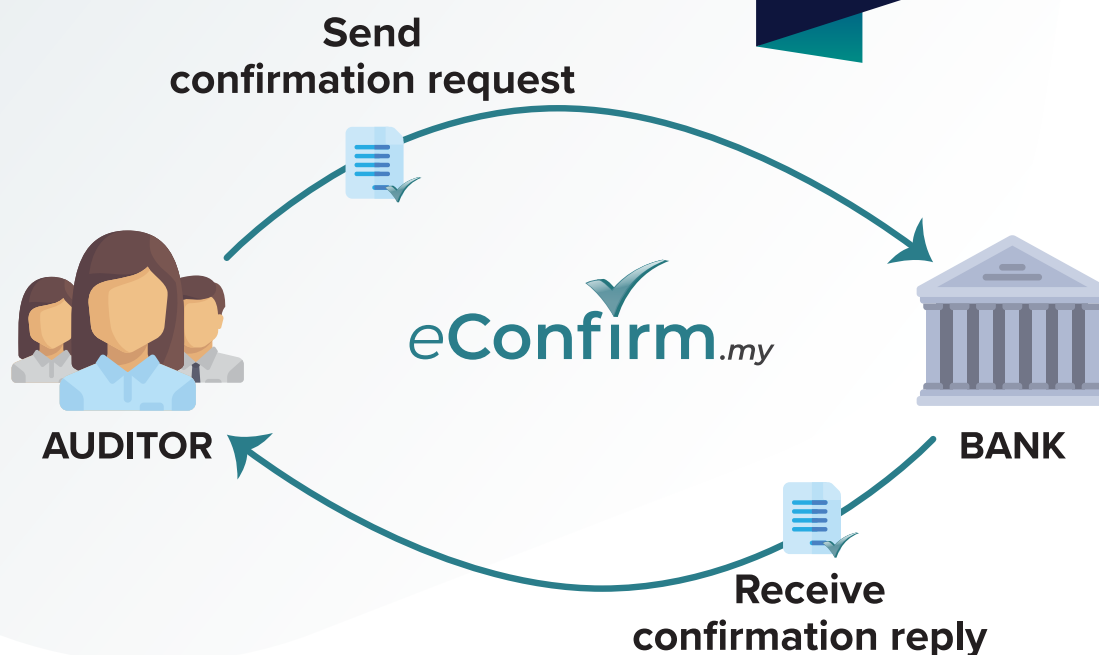 Send
confirmation request
eConfirm.my
AUDITOR
BANK
Receive
confirmation reply